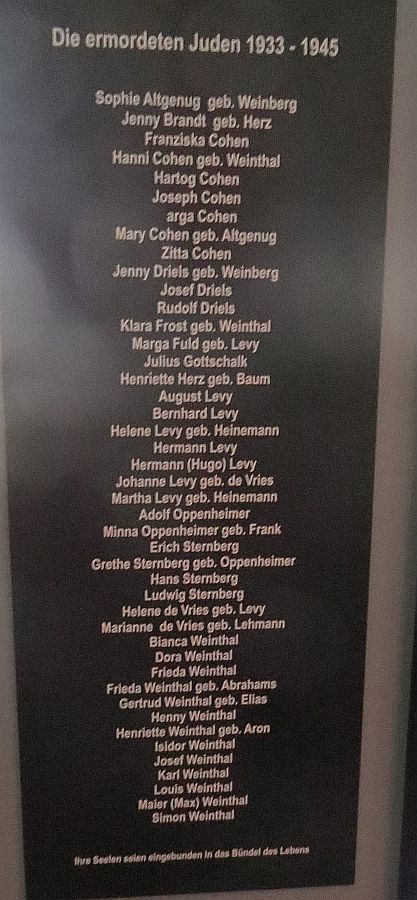 Die ermordeten Juden 1933 - 1945
Sophie Altgenug geb. Weinberg
Jenny Brandt geb. Herz
Franziska Cohen
Hanni Cohen geb. Weinthal
Hartog Cohen
Joseph Cohen
arga Cohen
Mary Cohen geb. Altgenug
Zitta Cohen
Jenny Driels geb. Weinberg
Josef Driels
Rudolf Driels
Klara Frost geb. Weinthal
Marga Fuld geb. Levy
Julius Gottschalk
Henriette Herz geb. Baum
August Levy
Bernhard Levy
Helene Levy geb. Heinemann
Hermann Levy
Hermann (Hugo) Levy
Johanne Levy geb. de Vries
Martha Levy geb. Heinemann
Adolf Oppenheimer
Minna Oppenheimer geb. Frank
Erich Sternberg
Grethe Sternberg geb. Oppenheimer
Hans Sternberg
Ludwig Sternberg
Helene de Vries geb. Levy
Marianne de Vries geb. Lehmann
Bianca Weinthal
Dora Weinthal
Frieda Weinthal
Frieda Weinthal geb. Abrahams
Gertrud Weinthal geb. Elias
Henny Weinthal
Henriette Weinthal geb. Aron
Isidor Weinthal
Josef Weinthal
Karl Weinthal
Louis Weinthal
Maier (Max) Weinthal
Simon Weinthal
Ihre Seelen seien eingebunden in das Bündel des Lebens